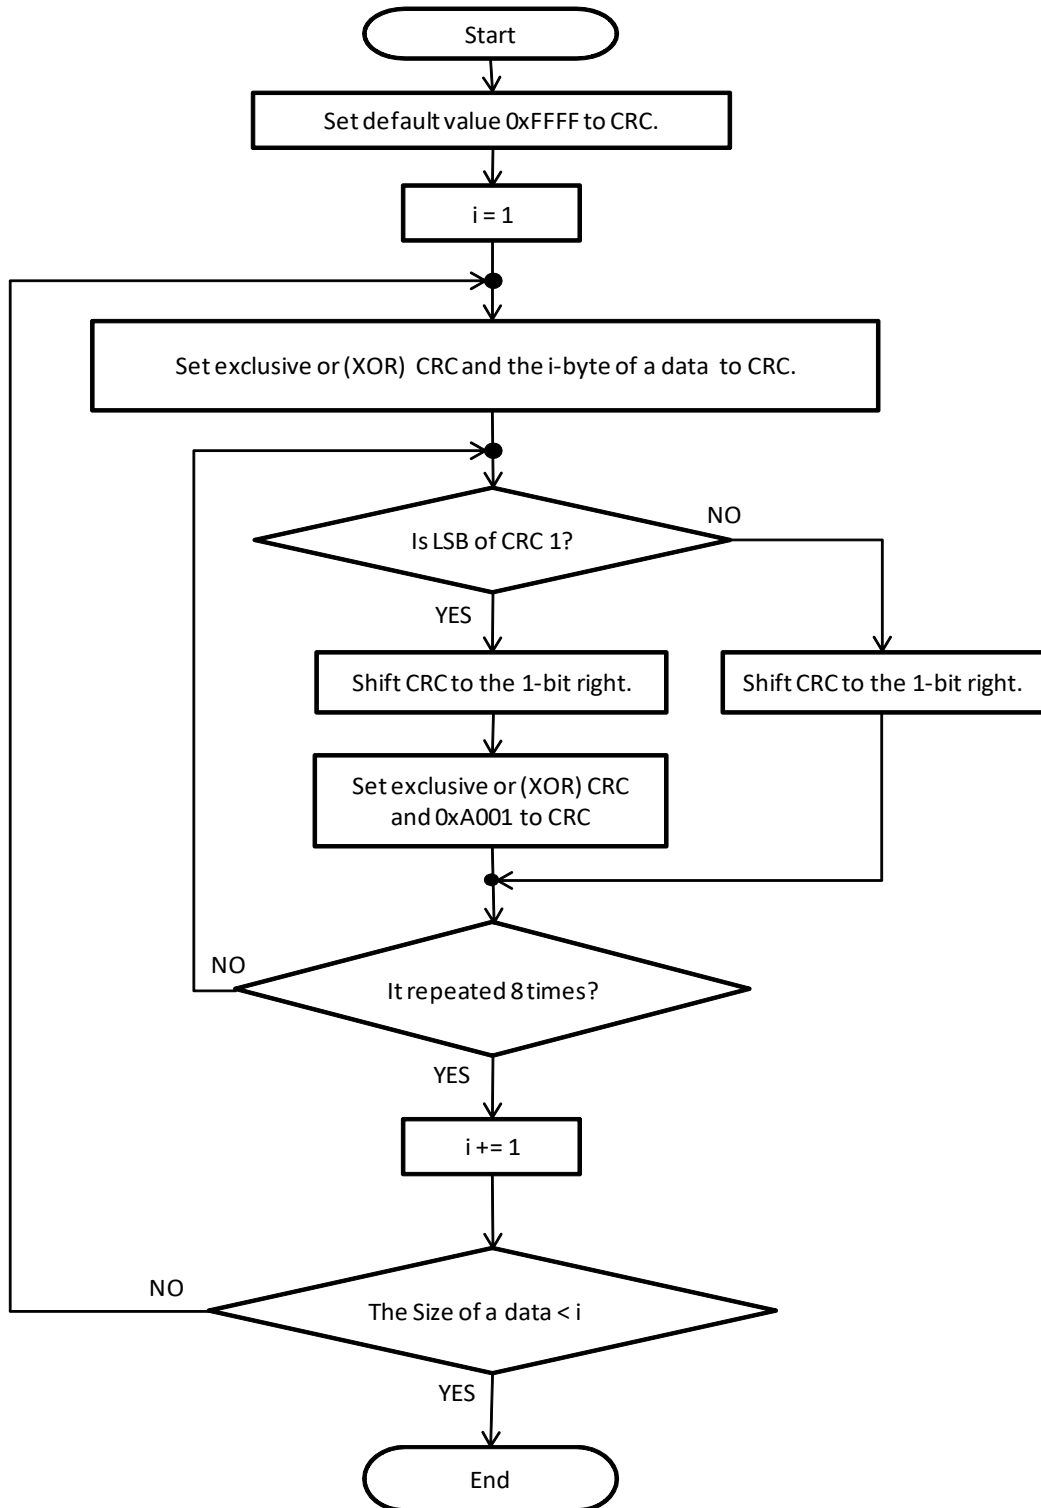 Start
Set default value 0xFFFF to CRC.
i = 1
Set exclusive or (XOR) CRC and the i-byte of a data to CRC.
Is LSB of CRC 1?
NO
YES
Shift CRC to the 1-bit right.
Shift CRC to the 1-bit right.
Set exclusive or (XOR) CRC
and 0xA001 to CRC
It repeated 8 times?
NO
YES
i += 1
The Size of a data < i
NO
YES
End